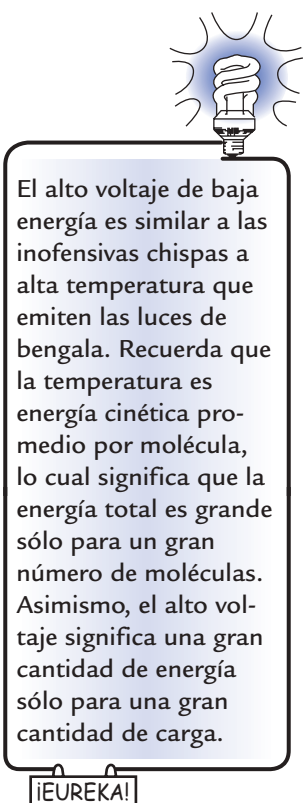 El alto voltaje de baja
energía es similar a las
inofensivas chispas a
alta temperatura que
emiten las luces de
bengala. Recuerda que
la temperatura es
energía cinética pro-
medio por molécula,
lo cual significa que la
energía total es grande
sólo para un gran
número de moléculas.
Asimismo, el alto vol-
taje significa una gran
cantidad de energía
sólo para una gran
cantidad de carga.
¡EUREKA!